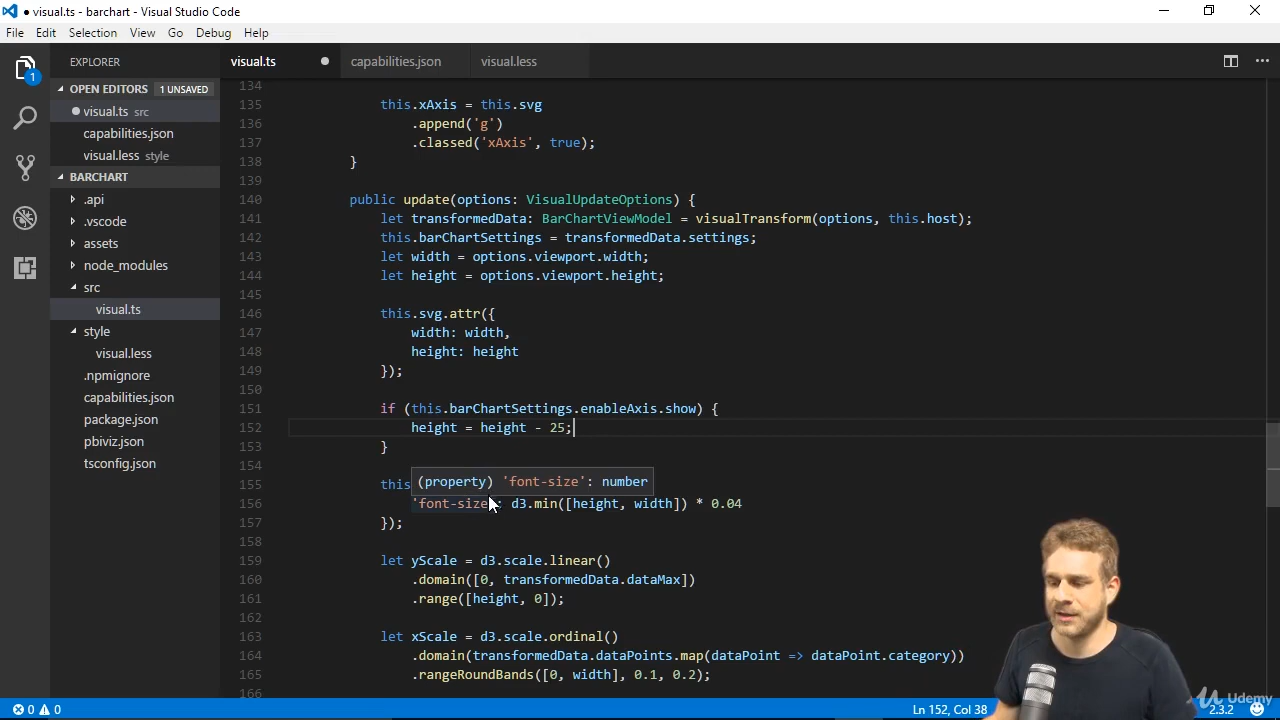 visual.ts - barchart - Visual Studio Code
File Edit Selection View Go Debug Help
EXPLORER
visual.ts
capabilities.json
visual.less
OPEN EDITORS 1 UNSAVED
visual.ts src
capabilities.json
visual.less style
BARCHART
.api
.vscode
assets
node_modules
src
visual.ts
style
visual.less
.npmignore
capabilities.json
package.json
pbiviz.json
tsconfig.json
1
134
135 this.xAxis = this.svg
136 .append('g')
137 .classed('xAxis', true);
138 }
139
140 public update(options: VisualUpdateOptions) {
141 let transformedData: BarChartViewModel = visualTransform(options, this.host);
142 this.barChartSettings = transformedData.settings;
143 let width = options.viewport.width;
144 let height = options.viewport.height;
145
146 this.svg.attr({
147 width: width,
148 height: height
149 });
150
151 if (this.barChartSettings.enableAxis.show) {
152 height = height - 25;
153 }
154
155 this
(property) 'font-size': number
156 'font-size': d3.min([height, width]) * 0.04
157 });
158
159 let yScale = d3.scale.linear()
160 .domain([0, transformedData.dataMax])
161 .range([height, 0]);
162
163 let xScale = d3.scale.ordinal()
164 .domain(transformedData.dataPoints.map(dataPoint => dataPoint.category))
165 .rangeRoundBands([0, width], 0.1, 0.2);
166
0 0
Ln 152, Col 38
2.3.2
Udemy